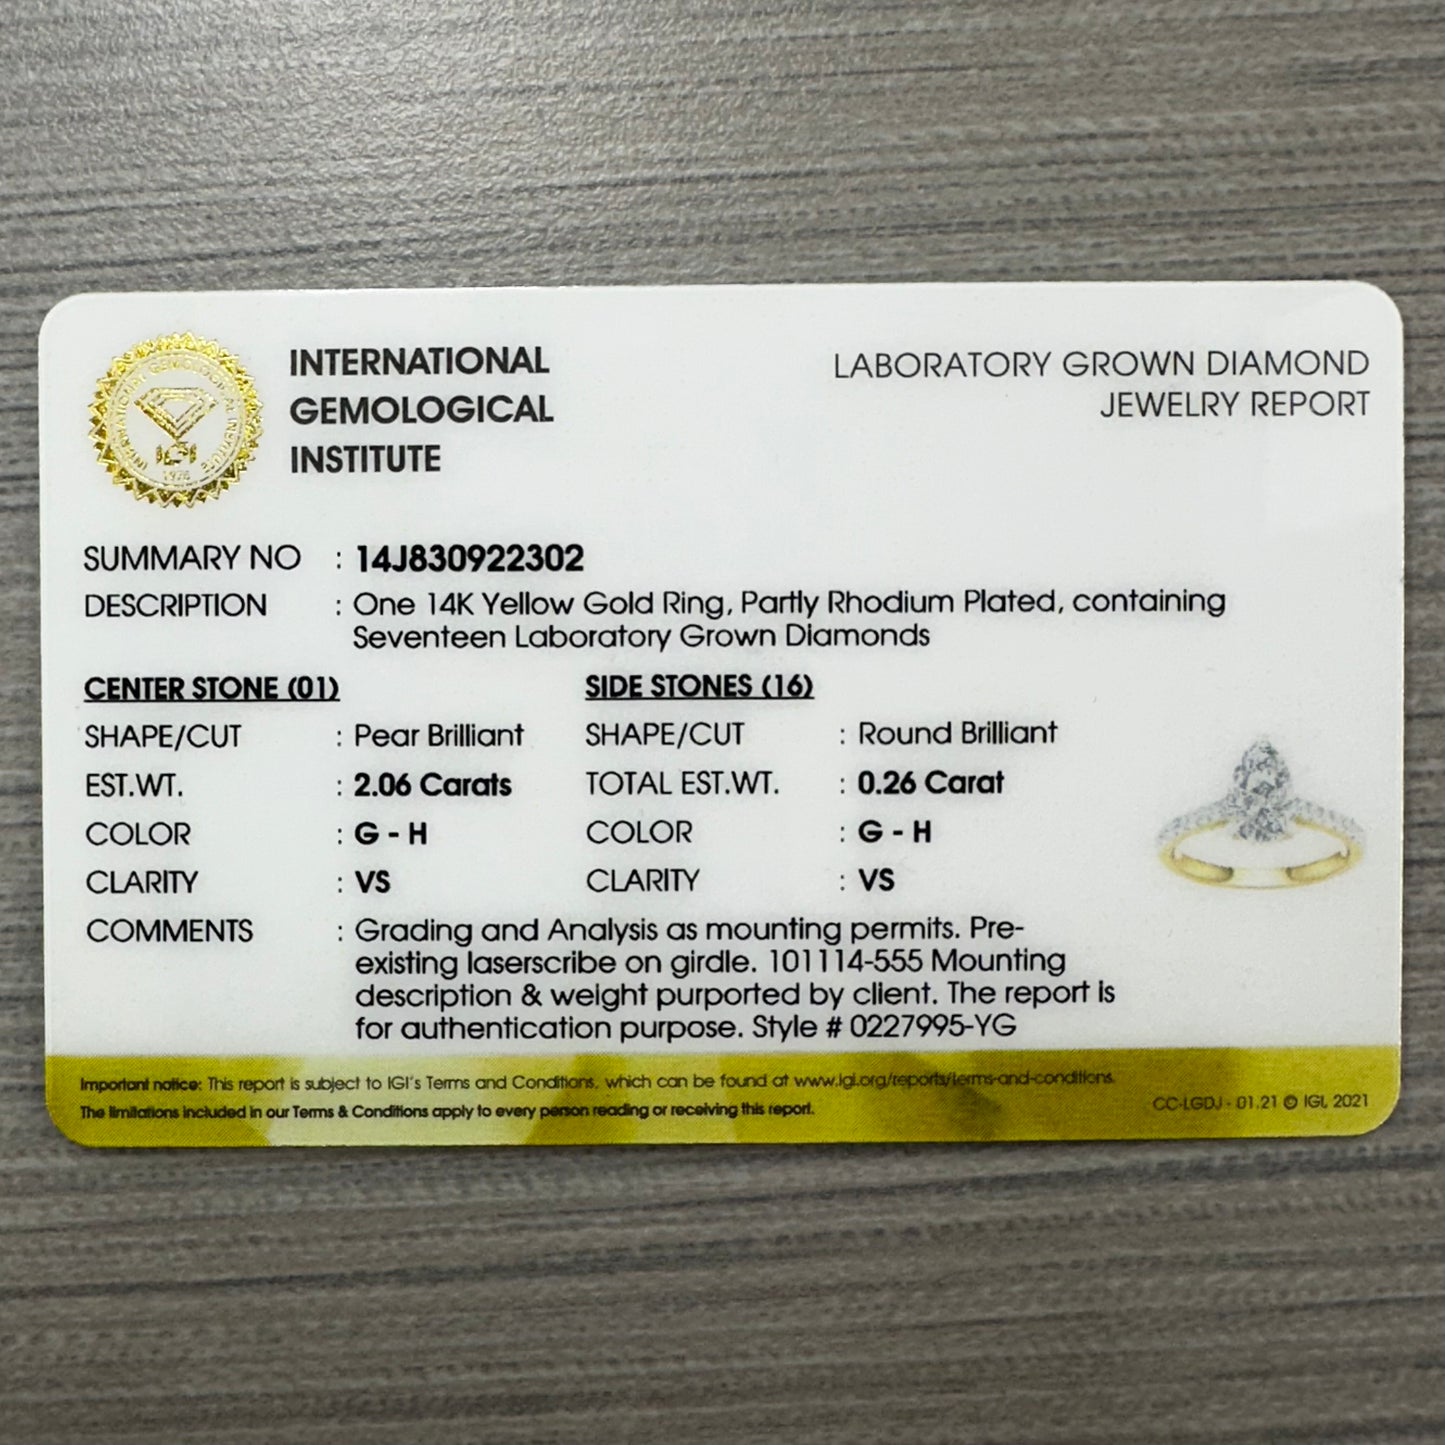 INTERNATIONAL GEMOLOGICAL INSTITUTE
IGI
1975
INTERNATIONAL
GEMOLOGICAL
INSTITUTE
LABORATORY GROWN DIAMOND
JEWELRY REPORT
SUMMARY NO : 14J830922302
DESCRIPTION : One 14K Yellow Gold Ring, Partly Rhodium Plated, containing
Seventeen Laboratory Grown Diamonds
CENTER STONE (01) SIDE STONES (16)
SHAPE/CUT : Pear Brilliant SHAPE/CUT : Round Brilliant
EST.WT. : 2.06 Carats TOTAL EST.WT. : 0.26 Carat
COLOR : G - H COLOR : G - H
CLARITY : VS CLARITY : VS
COMMENTS : Grading and Analysis as mounting permits. Pre-
existing laserscribe on girdle. 101114-555 Mounting
description & weight purported by client. The report is
for authentication purpose. Style # 0227995-YG
Important notice: This report is subject to IGI's Terms and Conditions, which can be found at www.igi.org/reports/terms-and-conditions.
The limitations included in our Terms & Conditions apply to every person reading or receiving this report.
CC-LGDJ - 01.21 © IGI, 2021